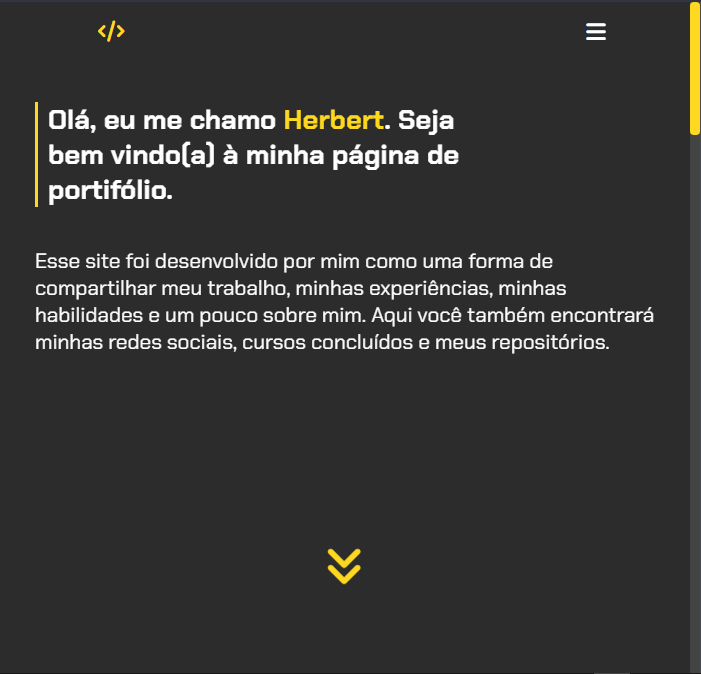 </>
Olá, eu me chamo Herbert. Seja
bem vindo(a) à minha página de
portifólio.
Esse site foi desenvolvido por mim como uma forma de
compartilhar meu trabalho, minhas experiências, minhas
habilidades e um pouco sobre mim. Aqui você também encontrará
minhas redes sociais, cursos concluídos e meus repositórios.